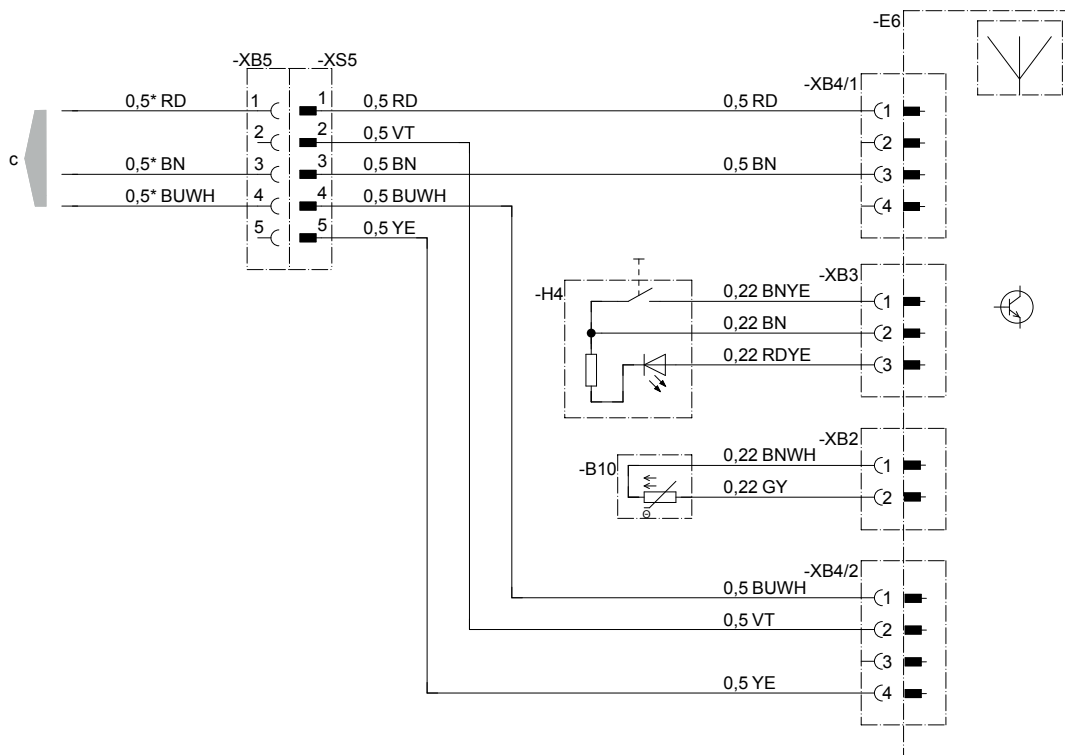 -E6
-XB5 -XS5
-XB4/1
0,5* RD 1 1 0,5 RD 0,5 RD 1
2 2 0,5 VT 2
c
0,5* BN 3 3 0,5 BN 0,5 BN 3
0,5* BUWH 4 4 0,5 BUWH 4
5 5 0,5 YE
-XB3
-H4
0,22 BNYE 1
0,22 BN 2
0,22 RDYE 3
-XB2
-B10
0,22 BNWH 1
0,22 GY 2
Θ
-XB4/2
0,5 BUWH 1
0,5 VT 2
3
0,5 YE 4